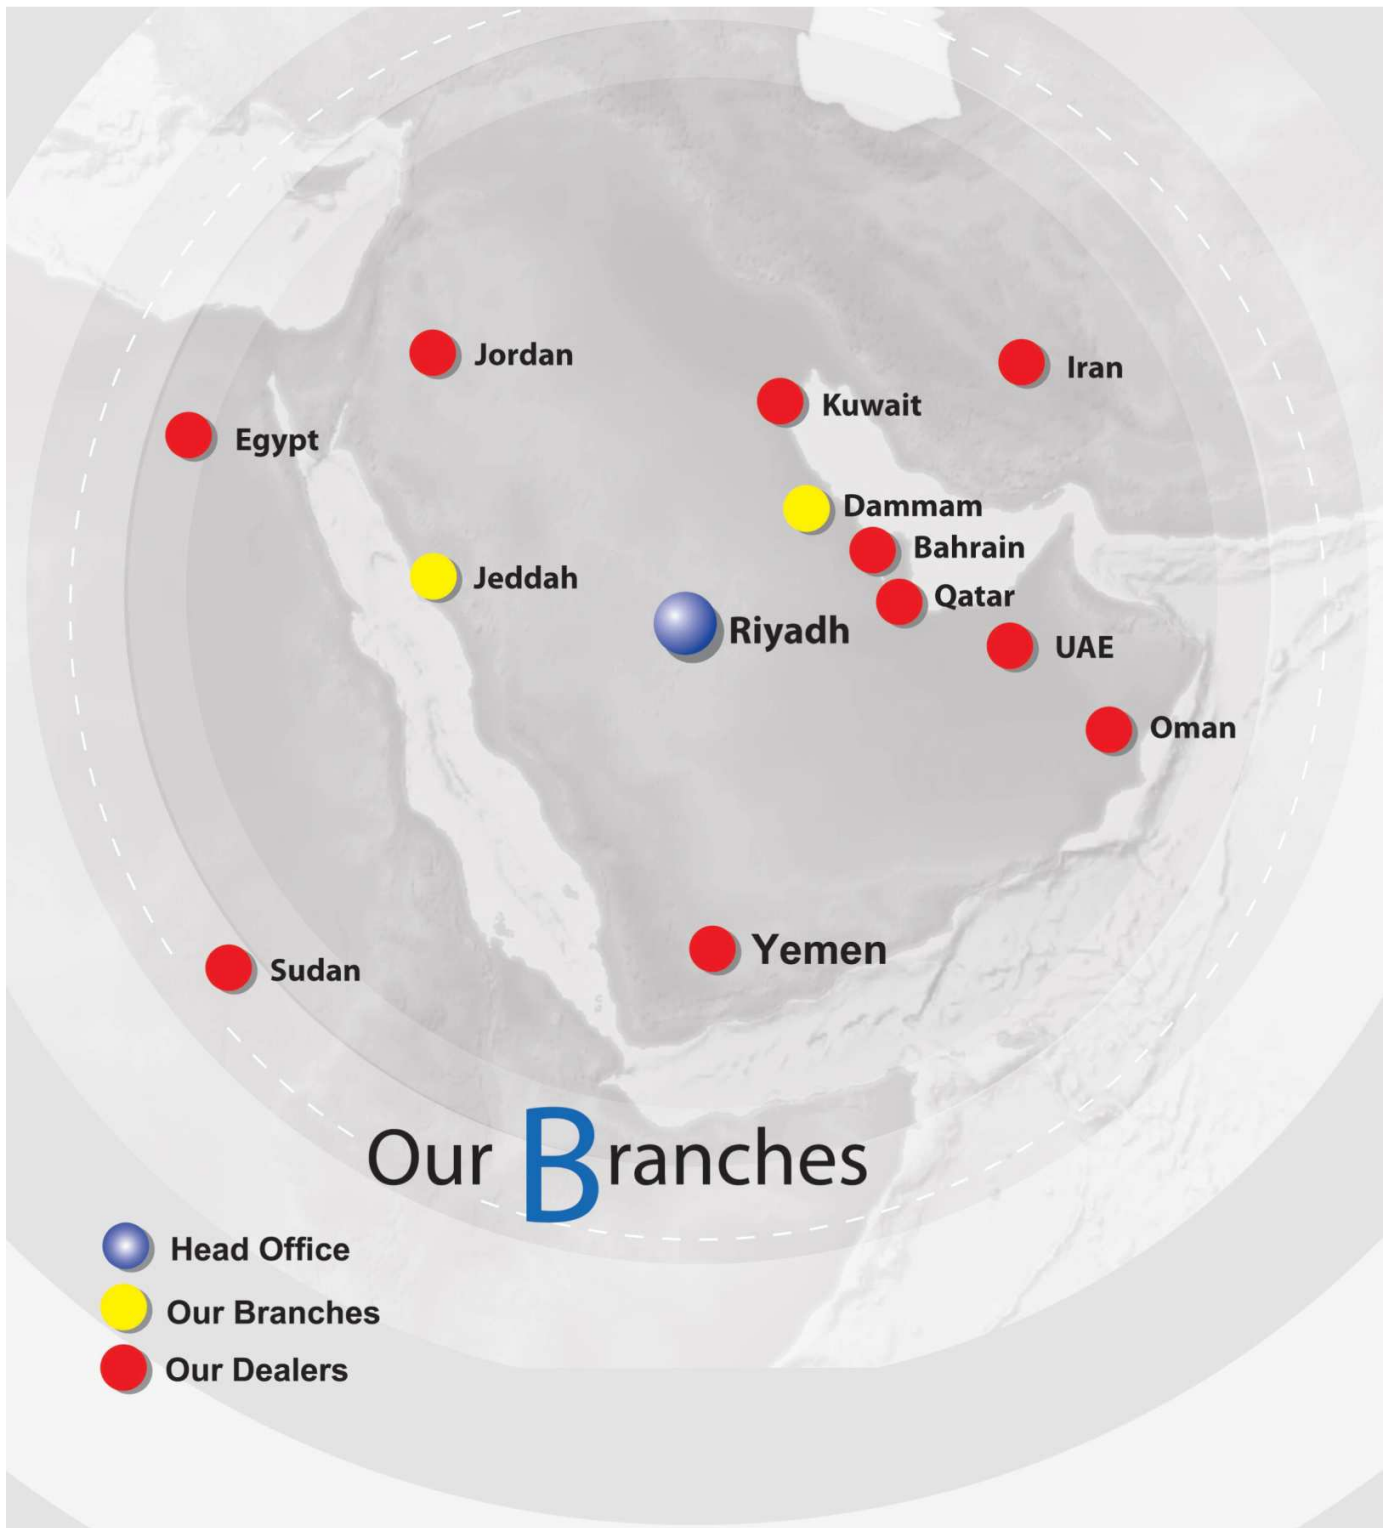 Jordan
Iran
Kuwait
Egypt
Dammam
Bahrain
Jeddah
Qatar
Riyadh
UAE
Oman
Yemen
Sudan
Our Branches
Head Office
Our Branches
Our Dealers